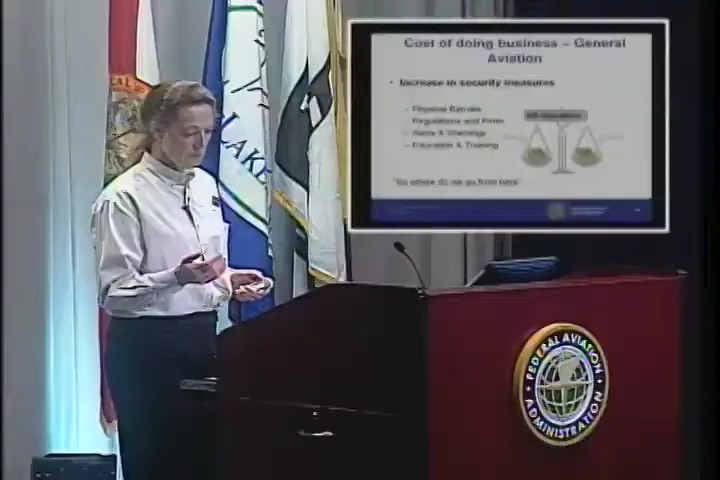 Cost of doing business – General
Aviation
• Increase in security measures
– Physical Barriers
– Regulations and
– Alerts & Warnings
– Education & Training
"So where do we go from here"
LAKE
FEDERAL AVIATION
ADMINISTRATION